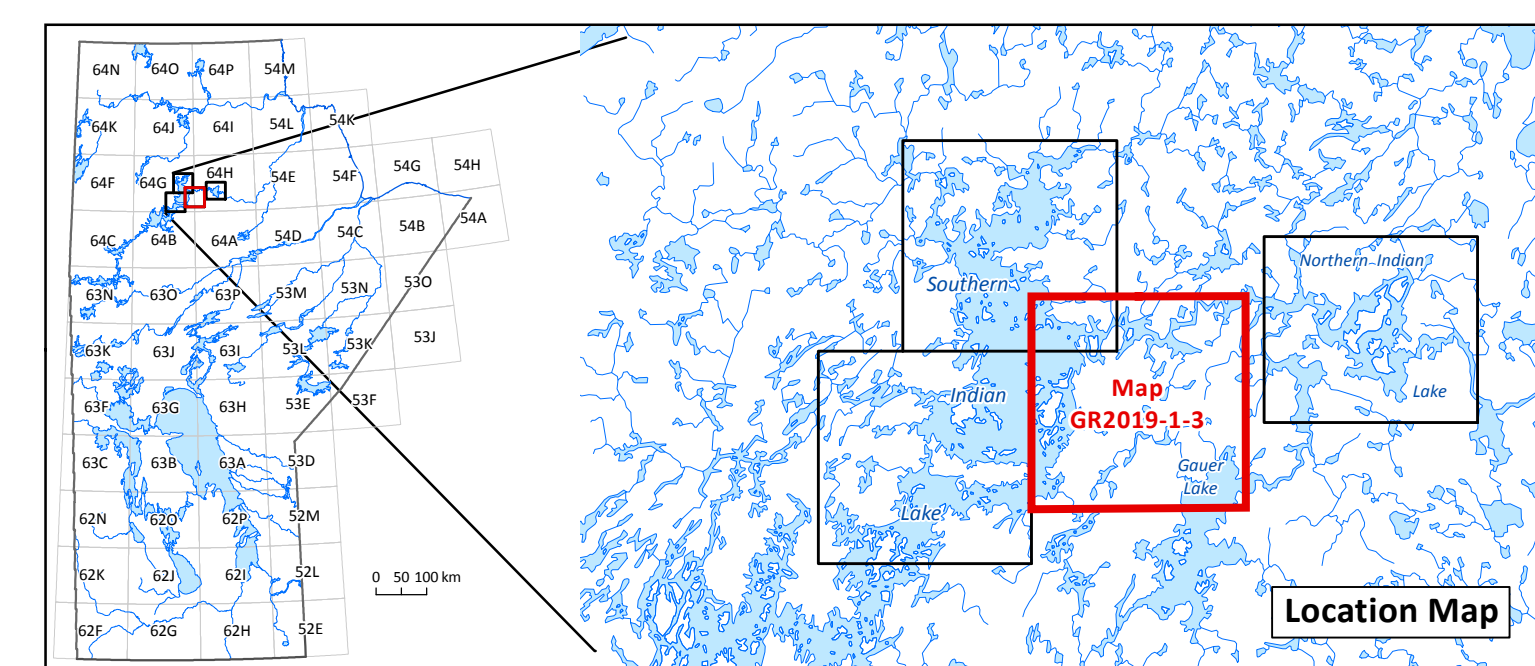 64N 64O 64P 54M
64K 64J 64I 54L 54K
64F 64G 64H 54E 54F 54G 54H
64C 64B 64A 54D 54C 54B 54A
63N 63O 63P 53M 53N 53O
63K 63J 63I 53L 53K 53J
63F 63G 63H 53E 53F
63C 63B 63A 53D
62N 62O 62P 52M
62K 62J 62I 52L
62F 62G 62H 52E
0 50 100 km
Southern
Indian
Lake
Northern Indian
Lake
Map
GR2019-1-3
Gauer
Lake
Location Map